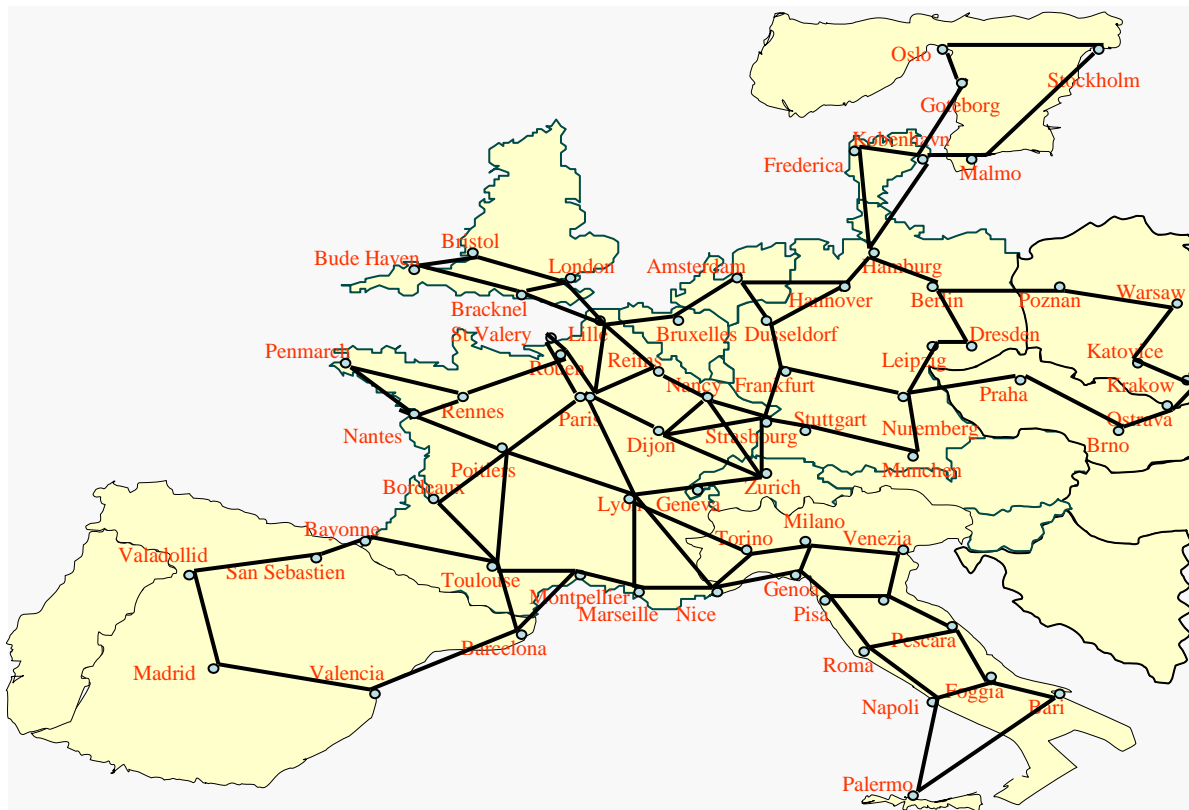 Oslo
Stockholm
Goteborg
Kobenhavn
Frederica
Malmo
Bristol
Bude Haven
London
Amsterdam
Hamburg
Hannover
Berlin
Poznan
Warsaw
Bracknel
St Valery
Lille
Bruxelles
Dusseldorf
Dresden
Penmarch
Rouen
Reims
Nancy
Frankfurt
Leipzig
Katovice
Praha
Krakow
Rennes
Paris
Nantes
Dijon
Strasbourg
Stuttgart
Nuremberg
Ostrava
Brno
Poitiers
Munchen
Bordeaux
Lyon
Geneva
Zurich
Bayonne
Milano
Torino
Venezia
Valadollid
San Sebastien
Toulouse
Montpellier
Marseille
Nice
Genoa
Pisa
Barcelona
Pescara
Roma
Madrid
Valencia
Foggia
Napoli
Bari
Palermo